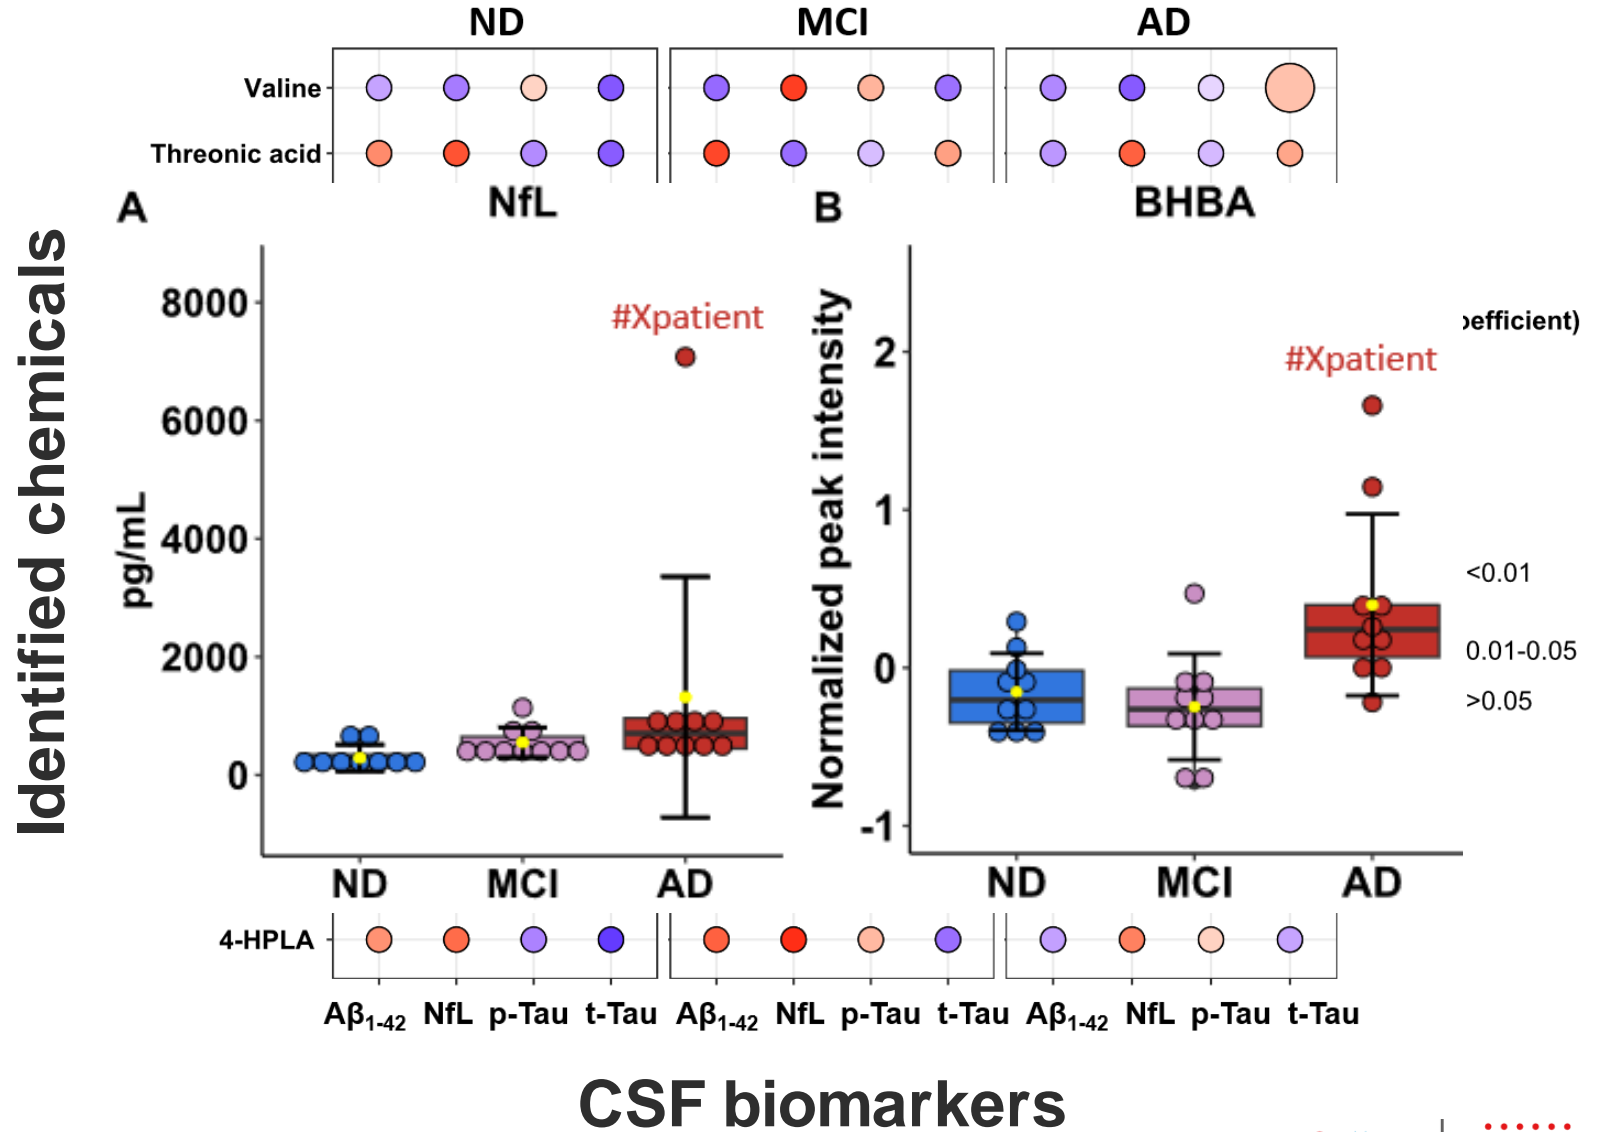 ND MCI AD
Valine
Threonic acid
A NfL B BHBA
Identified chemicals
pg/mL
8000
6000
4000
2000
0
#Xpatient
ND MCI AD
Normalized peak intensity
2
1
0
-1
#Xpatient
ND MCI AD
oefficient)
<0.01
0.01-0.05
>0.05
4-HPLA
Aβ1-42 NfL p-Tau t-Tau Aβ1-42 NfL p-Tau t-Tau Aβ1-42 NfL p-Tau t-Tau
CSF biomarkers